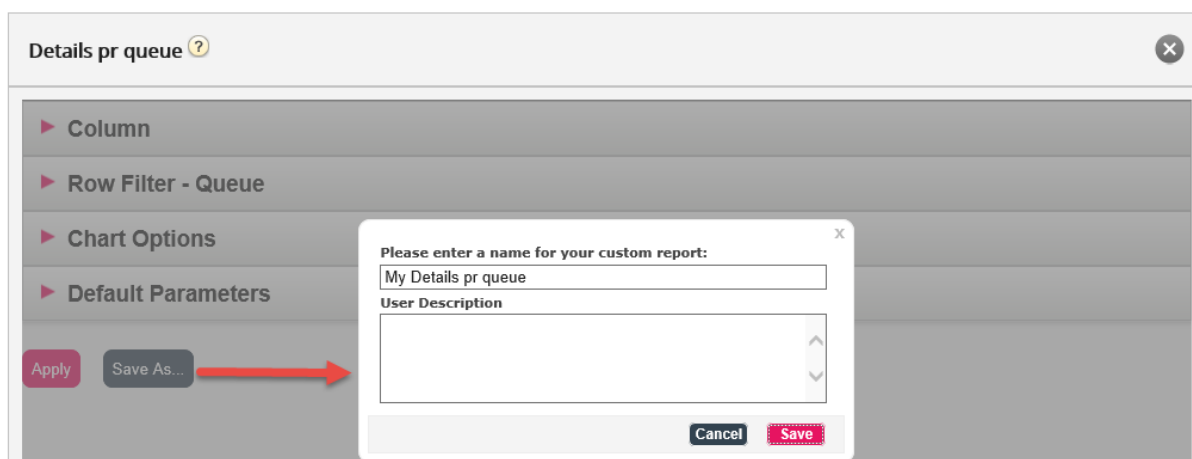 Details pr queue ?
Column
Row Filter - Queue
Chart Options
Default Parameters
Apply Save As...
x
Please enter a name for your custom report:
My Details pr queue
User Description
Cancel Save